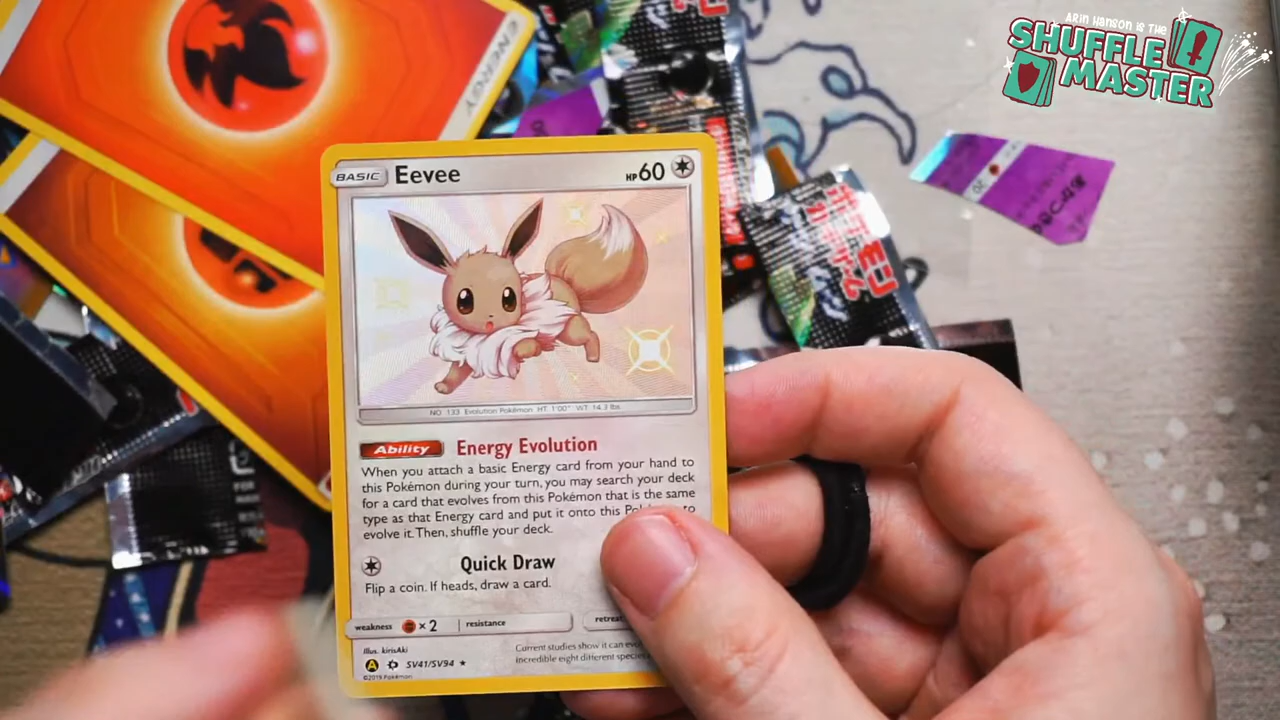 ARIN HANSON IS THE
SHUFFLE
MASTER
ENERGY
BASIC
Eevee
HP 60
NO. 133 Evolution Pokémon HT: 1'00" WT: 14.3 lbs
Ability Energy Evolution
When you attach a basic Energy card from your hand to
this Pokémon during your turn, you may search your deck
for a card that evolves from this Pokémon that is the same
type as that Energy card and put it onto this to
evolve it. Then, shuffle your deck.
Quick Draw
Flip a coin. If heads, draw a card.
weakness ×2 resistance retreat
Illus. kirisAki
A SV41/SV94 ★
©2019 Pokémon
Current studies show it can
incredible eight different species